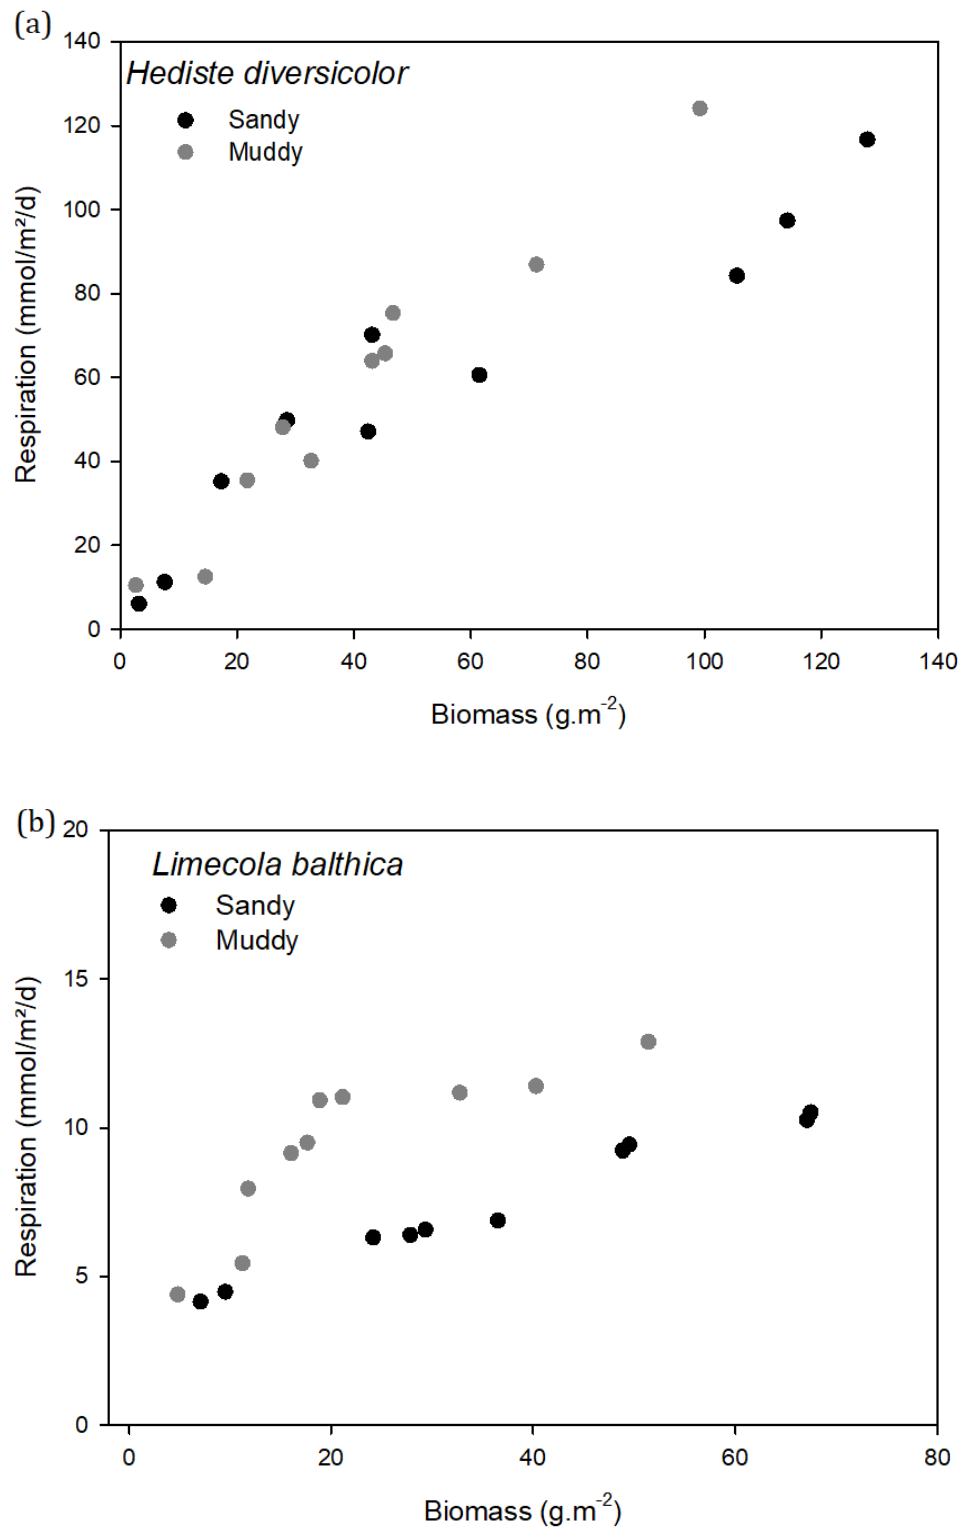 (a)
140
120
100
80
60
40
20
0
Respiration (mmol/m²/d)
Hediste diversicolor
Sandy
Muddy
0 20 40 60 80 100 120 140
Biomass (g.m⁻²)
(b)
20
15
10
5
0
Respiration (mmol/m²/d)
Limecola balthica
Sandy
Muddy
0 20 40 60 80
Biomass (g.m⁻²)